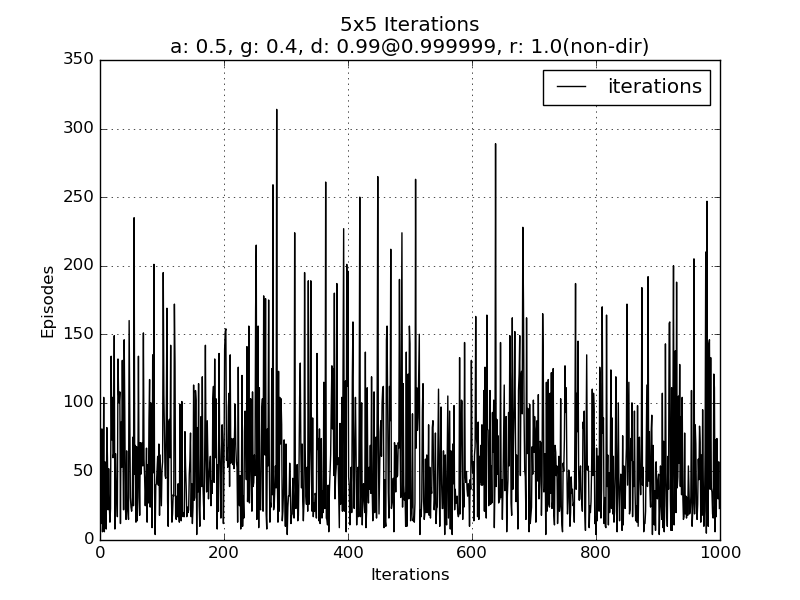 5x5 Iterations
a: 0.5, g: 0.4, d: 0.99@0.999999, r: 1.0(non-dir)
350
300
250
200
150
100
50
0
Episodes
iterations
0 200 400 600 800 1000
Iterations